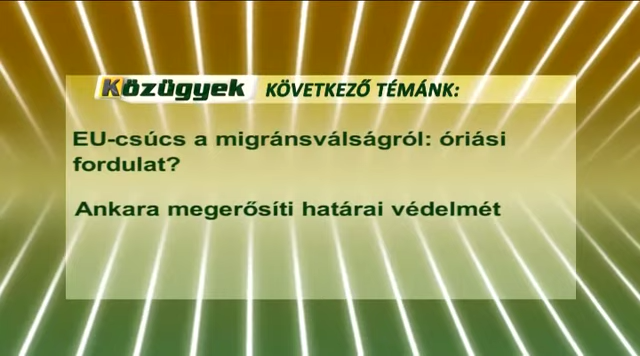 Közügyek KÖVETKEZŐ TÉMÁNK:
EU-csúcs a migránsválságról: óriási
fordulat?
Ankara megerősíti határai védelmét